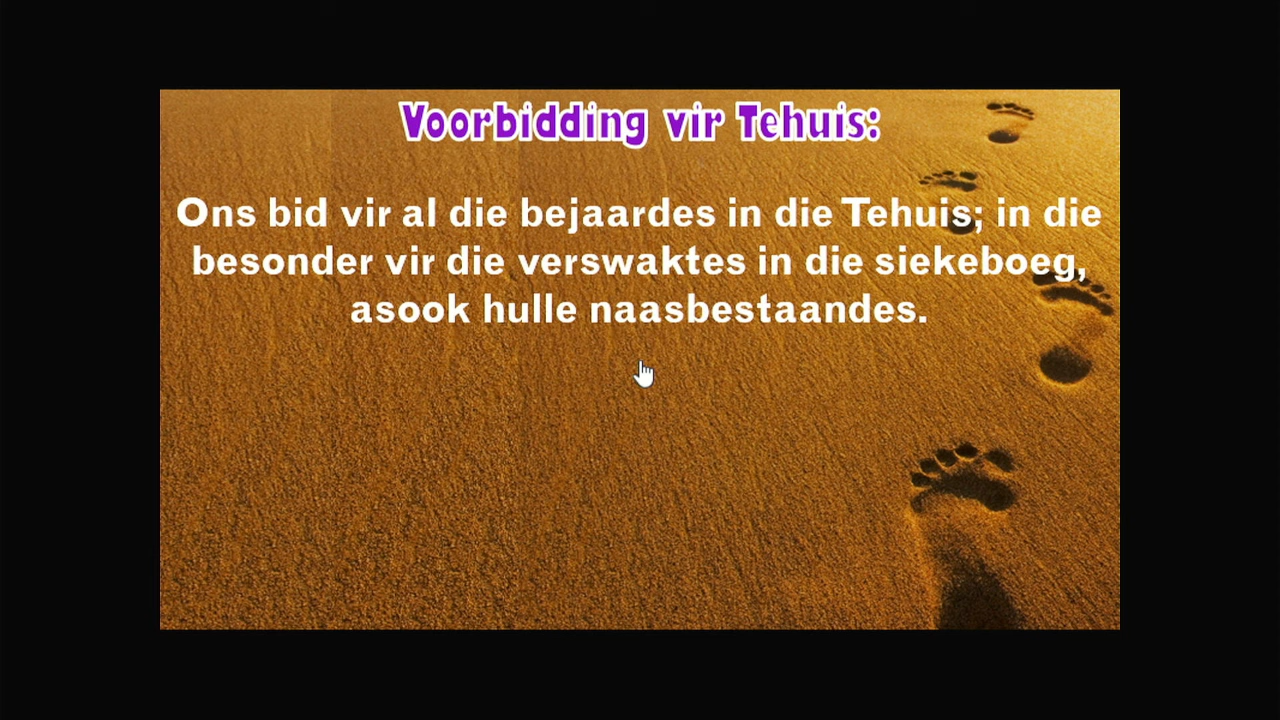 Voorbidding vir Tehuis:
Ons bid vir al die bejaardes in die Tehuis; in die
besonder vir die verswaktes in die siekeboeg,
asook hulle naasbestaandes.